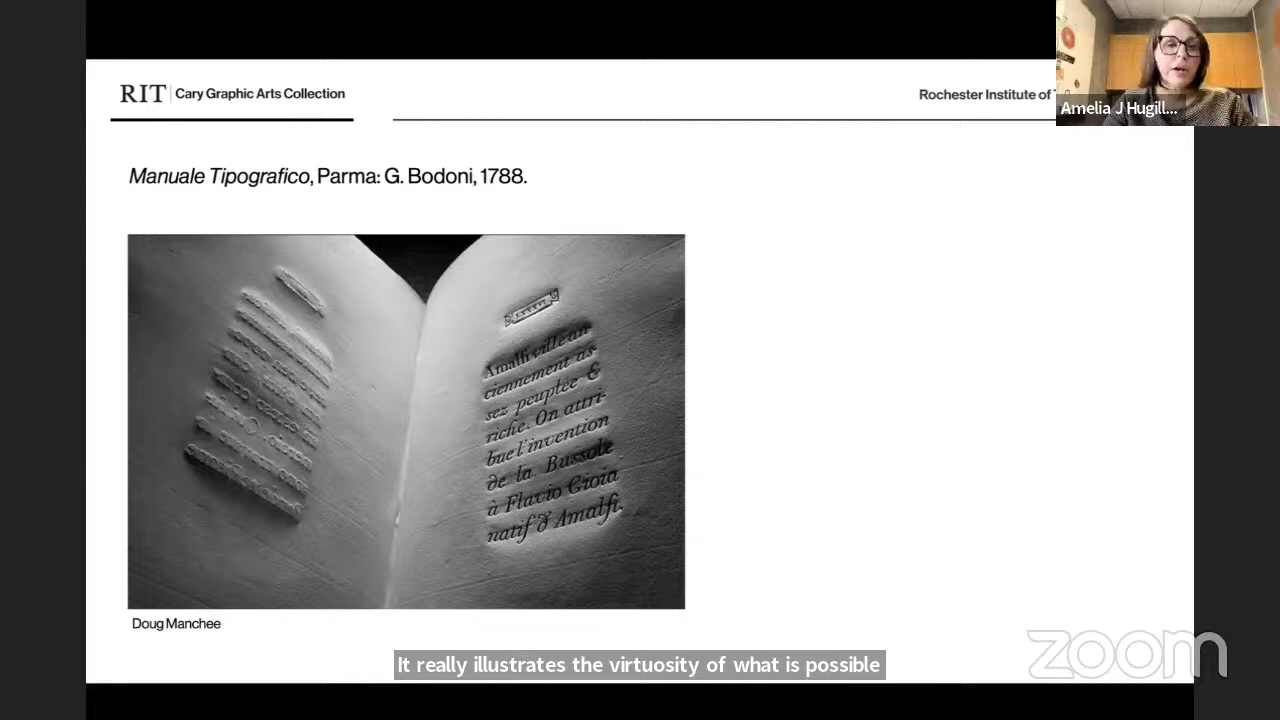 RIT | Cary Graphic Arts Collection
Rochester Institute of
Amelia J Hugill...
Manuale Tipografico, Parma: G. Bodoni, 1788.
LXXXVI
Amalfi ville an-
ciennement as-
sez peuplée &
riche. On attri-
bue l'invention
de la Bussole
à Flavio Gioia
natif d'Amalfi.
Doug Manchee
It really illustrates the virtuosity of what is possible
zoom